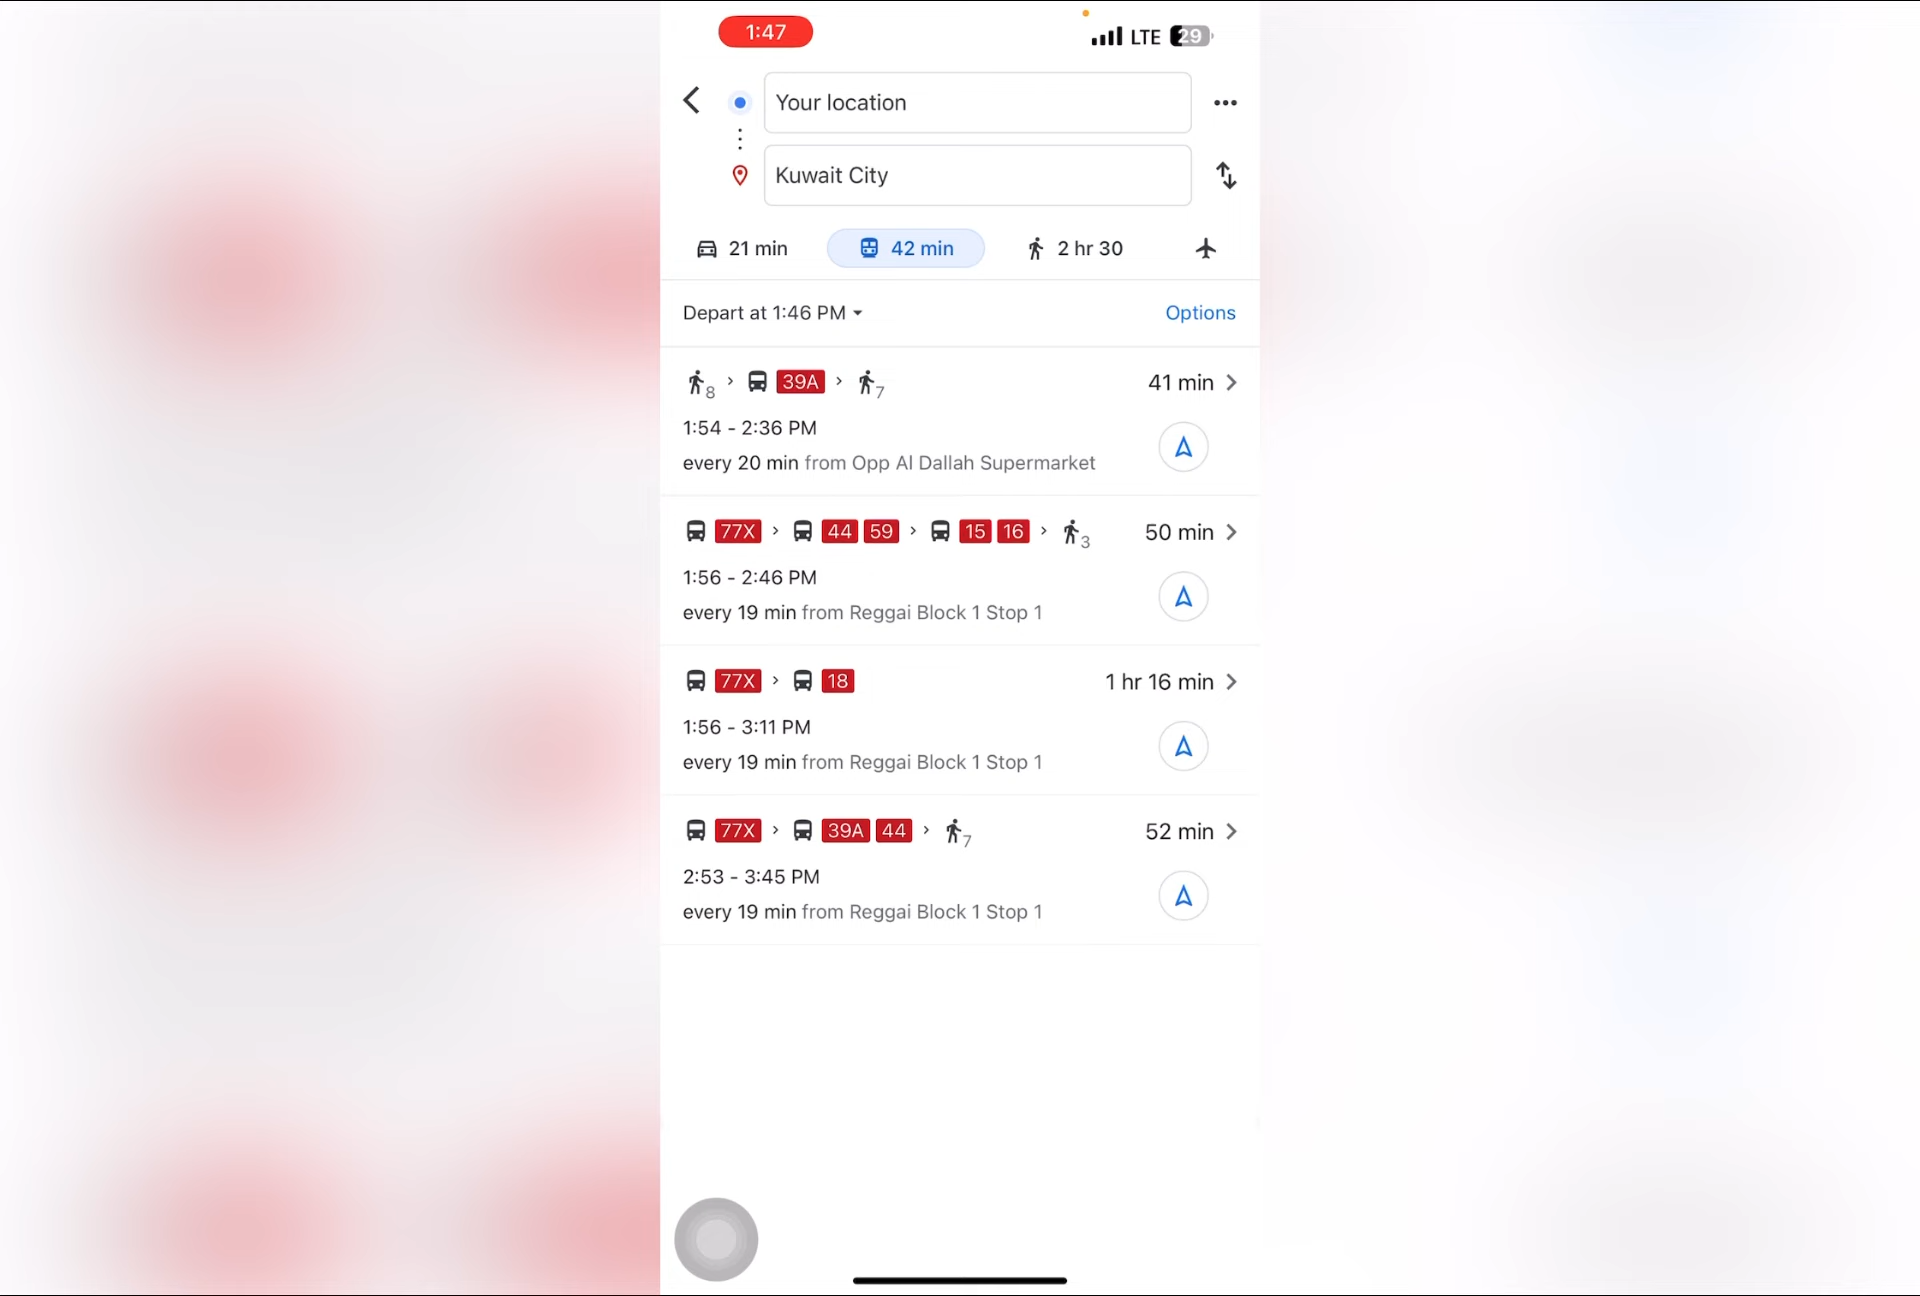 1:47 LTE 29
Your location
Kuwait City
21 min 42 min 2 hr 30
Depart at 1:46 PM Options
8 39A 7 41 min
1:54 - 2:36 PM
every 20 min from Opp Al Dallah Supermarket
77X 44 59 15 16 3 50 min
1:56 - 2:46 PM
every 19 min from Reggai Block 1 Stop 1
77X 18 1 hr 16 min
1:56 - 3:11 PM
every 19 min from Reggai Block 1 Stop 1
77X 39A 44 7 52 min
2:53 - 3:45 PM
every 19 min from Reggai Block 1 Stop 1